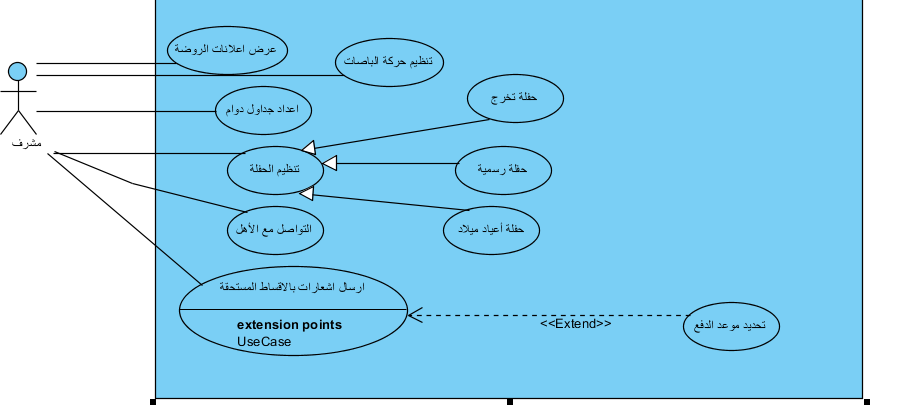 عرض اعلانات الروضة
تنظيم حركة الباصات
حفلة تخرج
اعداد جداول دوام
مشرف
تنظيم الحفلة
حفلة رسمية
التواصل مع الأهل
حفلة أعياد ميلاد
ارسال اشعارات بالاقساط المستحقة
extension points
UseCase
<<Extend>>
تحديد موعد الدفع